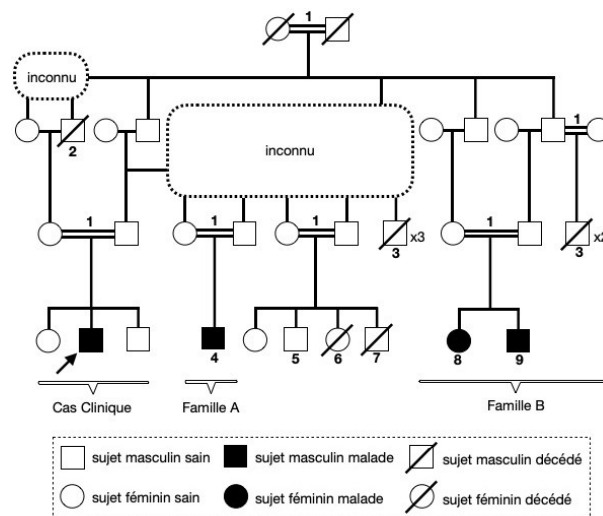 1
inconnu
1
inconnu
2
1
1
1
3 x3
1
3 x2
4
5
6
7
8
9
Cas Clinique
Famille A
Famille B
sujet masculin sain
sujet masculin malade
sujet masculin décédé
sujet féminin sain
sujet féminin malade
sujet féminin décédé